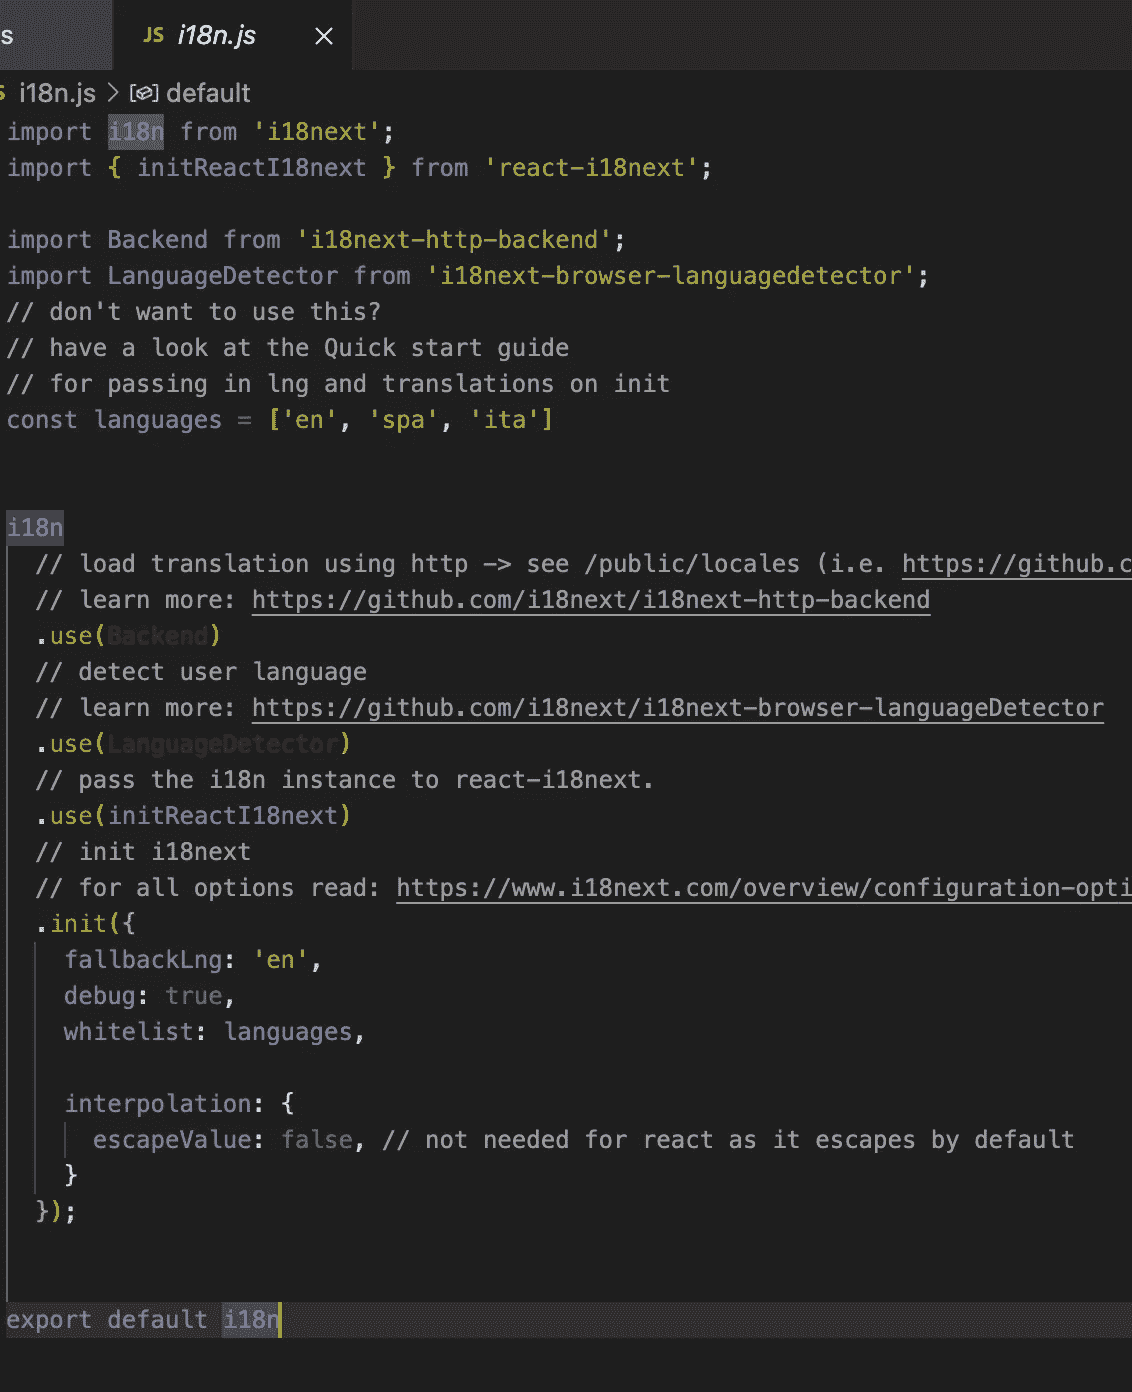 s
JS i18n.js ×
i18n.js > default
import i18n from 'i18next';
import { initReactI18next } from 'react-i18next';
import Backend from 'i18next-http-backend';
import LanguageDetector from 'i18next-browser-languagedetector';
// don't want to use this?
// have a look at the Quick start guide
// for passing in lng and translations on init
const languages = ['en', 'spa', 'ita']
i18n
// load translation using http -> see /public/locales (i.e. https://github.c
// learn more: https://github.com/i18next/i18next-http-backend
.use(Backend)
// detect user language
// learn more: https://github.com/i18next/i18next-browser-languageDetector
.use(LanguageDetector)
// pass the i18n instance to react-i18next.
.use(initReactI18next)
// init i18next
// for all options read: https://www.i18next.com/overview/configuration-opti
.init({
fallbackLng: 'en',
debug: true,
whitelist: languages,
interpolation: {
escapeValue: false, // not needed for react as it escapes by default
}
});
export default i18n